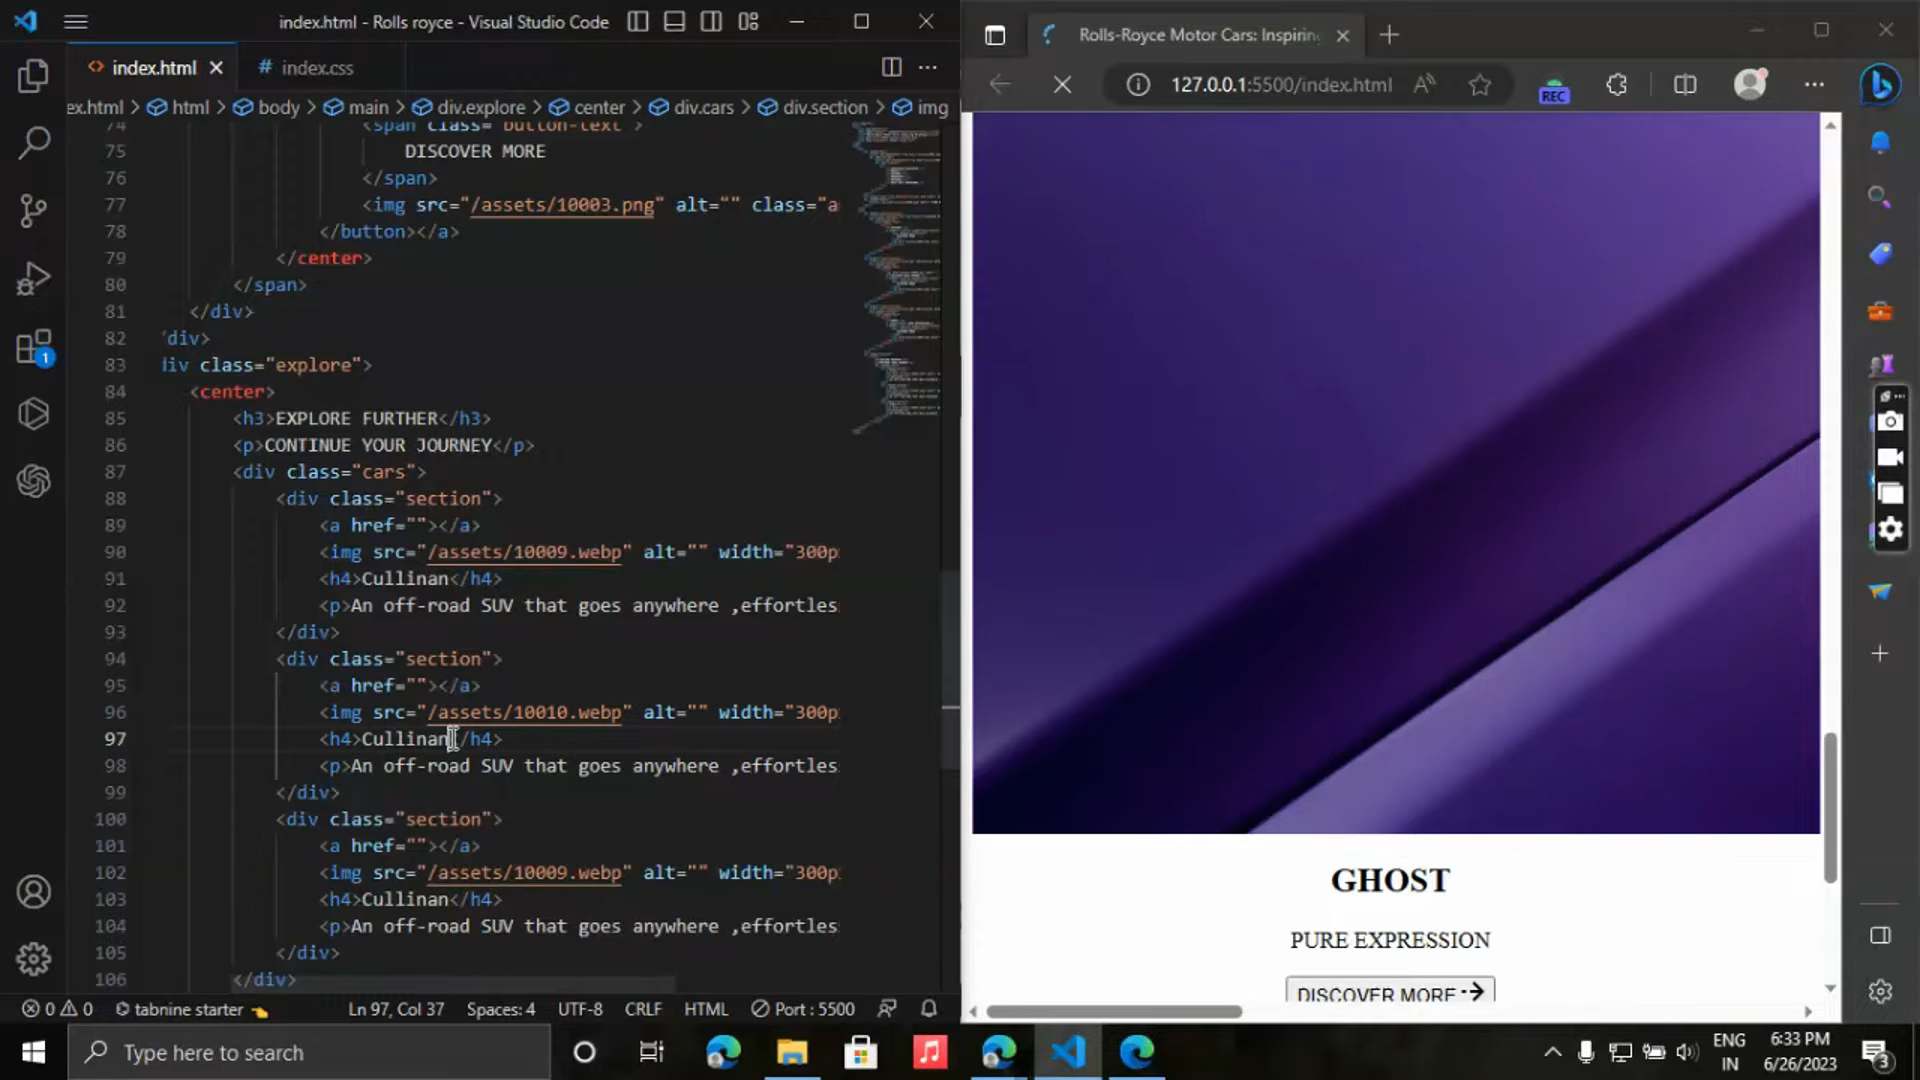 index.html - Rolls royce - Visual Studio Code
index.html
# index.css
ex.html html body main div.explore center div.cars div.section img
74 <span class="button-text">
75 DISCOVER MORE
76 </span>
77 <img src="/assets/10003.png" alt="" class="a
78 </button></a>
79 </center>
80 </span>
81 </div>
82 /div>
83 div class="explore">
84 <center>
85 <h3>EXPLORE FURTHER</h3>
86 <p>CONTINUE YOUR JOURNEY</p>
87 <div class="cars">
88 <div class="section">
89 <a href=""></a>
90 <img src="/assets/10009.webp" alt="" width="300p
91 <h4>Cullinan</h4>
92 <p>An off-road SUV that goes anywhere ,effortles
93 </div>
94 <div class="section">
95 <a href=""></a>
96 <img src="/assets/10010.webp" alt="" width="300p
97 <h4>Cullinan</h4>
98 <p>An off-road SUV that goes anywhere ,effortles
99 </div>
100 <div class="section">
101 <a href=""></a>
102 <img src="/assets/10009.webp" alt="" width="300p
103 <h4>Cullinan</h4>
104 <p>An off-road SUV that goes anywhere ,effortles
105 </div>
106 </div>
1
0 0 tabnine starter Ln 97, Col 37 Spaces: 4 UTF-8 CRLF HTML Port : 5500
Rolls-Royce Motor Cars: Inspiring
127.0.0.1:5500/index.html
REC
GHOST
PURE EXPRESSION
DISCOVER MORE
Type here to search
ENG
IN
6:33 PM
6/26/2023
3